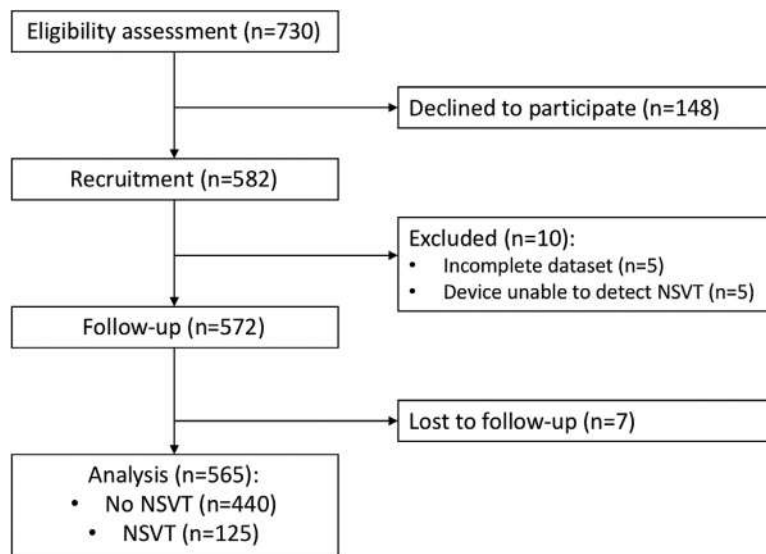 Eligibility assessment (n=730)
Declined to participate (n=148)
Recruitment (n=582)
Excluded (n=10):
• Incomplete dataset (n=5)
• Device unable to detect NSVT (n=5)
Follow-up (n=572)
Lost to follow-up (n=7)
Analysis (n=565):
• No NSVT (n=440)
• NSVT (n=125)